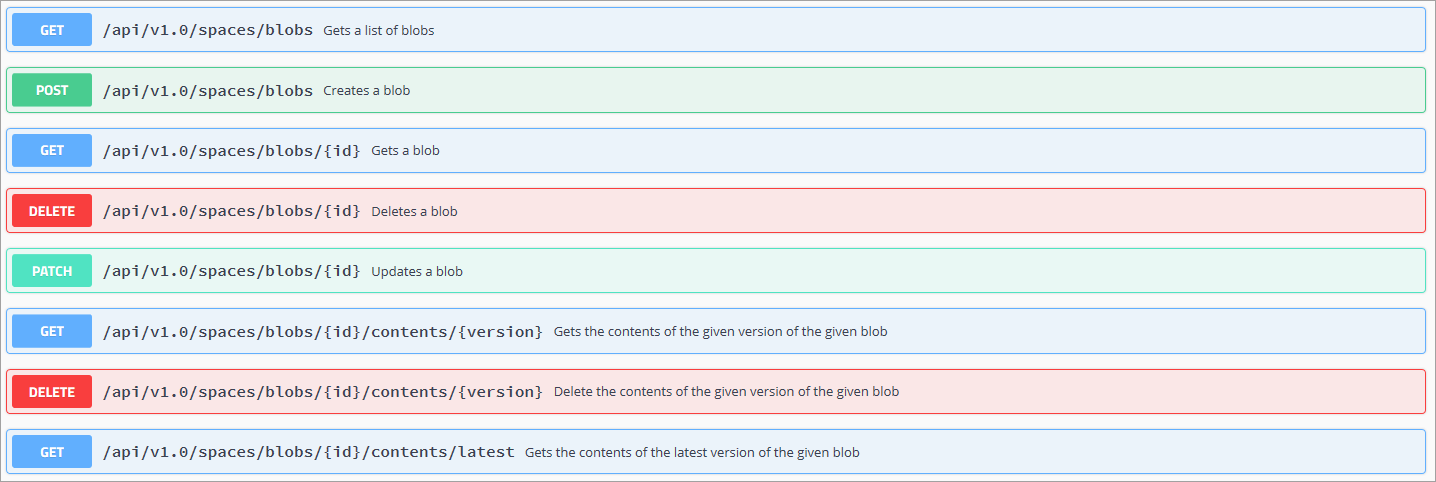 GET /api/v1.0/spaces/blobs Gets a list of blobs
POST /api/v1.0/spaces/blobs Creates a blob
GET /api/v1.0/spaces/blobs/{id} Gets a blob
DELETE /api/v1.0/spaces/blobs/{id} Deletes a blob
PATCH /api/v1.0/spaces/blobs/{id} Updates a blob
GET /api/v1.0/spaces/blobs/{id}/contents/{version} Gets the contents of the given version of the given blob
DELETE /api/v1.0/spaces/blobs/{id}/contents/{version} Delete the contents of the given version of the given blob
GET /api/v1.0/spaces/blobs/{id}/contents/latest Gets the contents of the latest version of the given blob